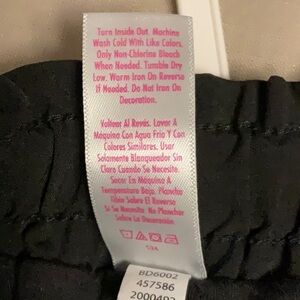 Turn Inside Out. Machine
Wash Cold With Like Colors.
Only Non-Chlorine Bleach
When Needed. Tumble Dry
Low. Warm Iron On Reverse
If Needed. Do Not Iron On
Decoration.
Voltear Al Revés. Lavar A
Máquina Con Agua Fría Y Con
Colores Similares. Usar
Solamente Blanqueador Sin
Cloro Cuando Se Necesite.
Secar En Máquina A
Temperatura Baja. Planchar
Tibio Sobre El Reverso
Si Se Necesita. No Planchar
Sobre La Decoración.
BD6002
457586
2000493